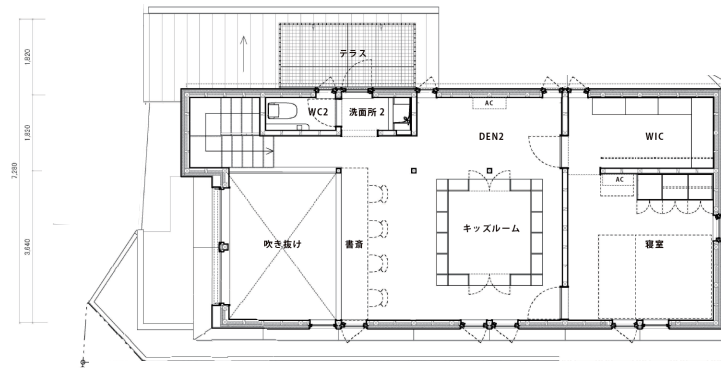 テラス
1,820
WC2
洗面所 2
AC
1,820
DEN2
WIC
7,280
AC
キッズルーム
吹き抜け
書斎
寝室
3,640